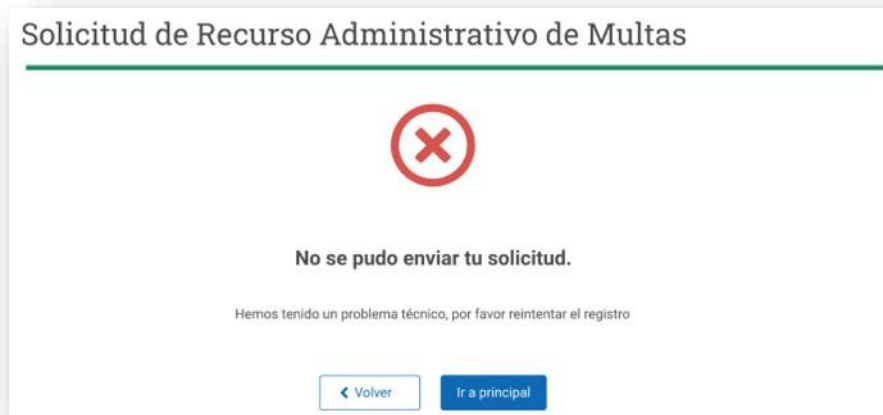 Solicitud de Recurso Administrativo de Multas
No se pudo enviar tu solicitud.
Hemos tenido un problema técnico, por favor reintentar el registro
Volver
Ir a principal